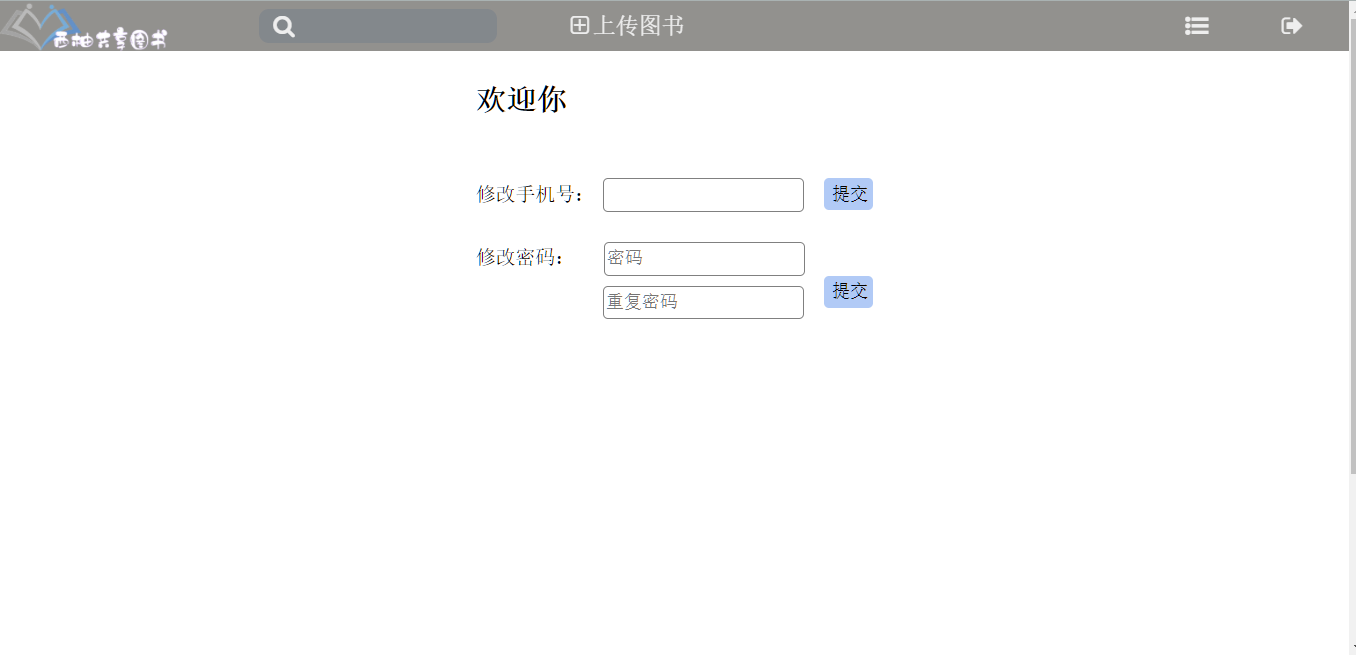 西柚共享图书
上传图书
欢迎你
修改手机号：
提交
修改密码：
密码
重复密码
提交